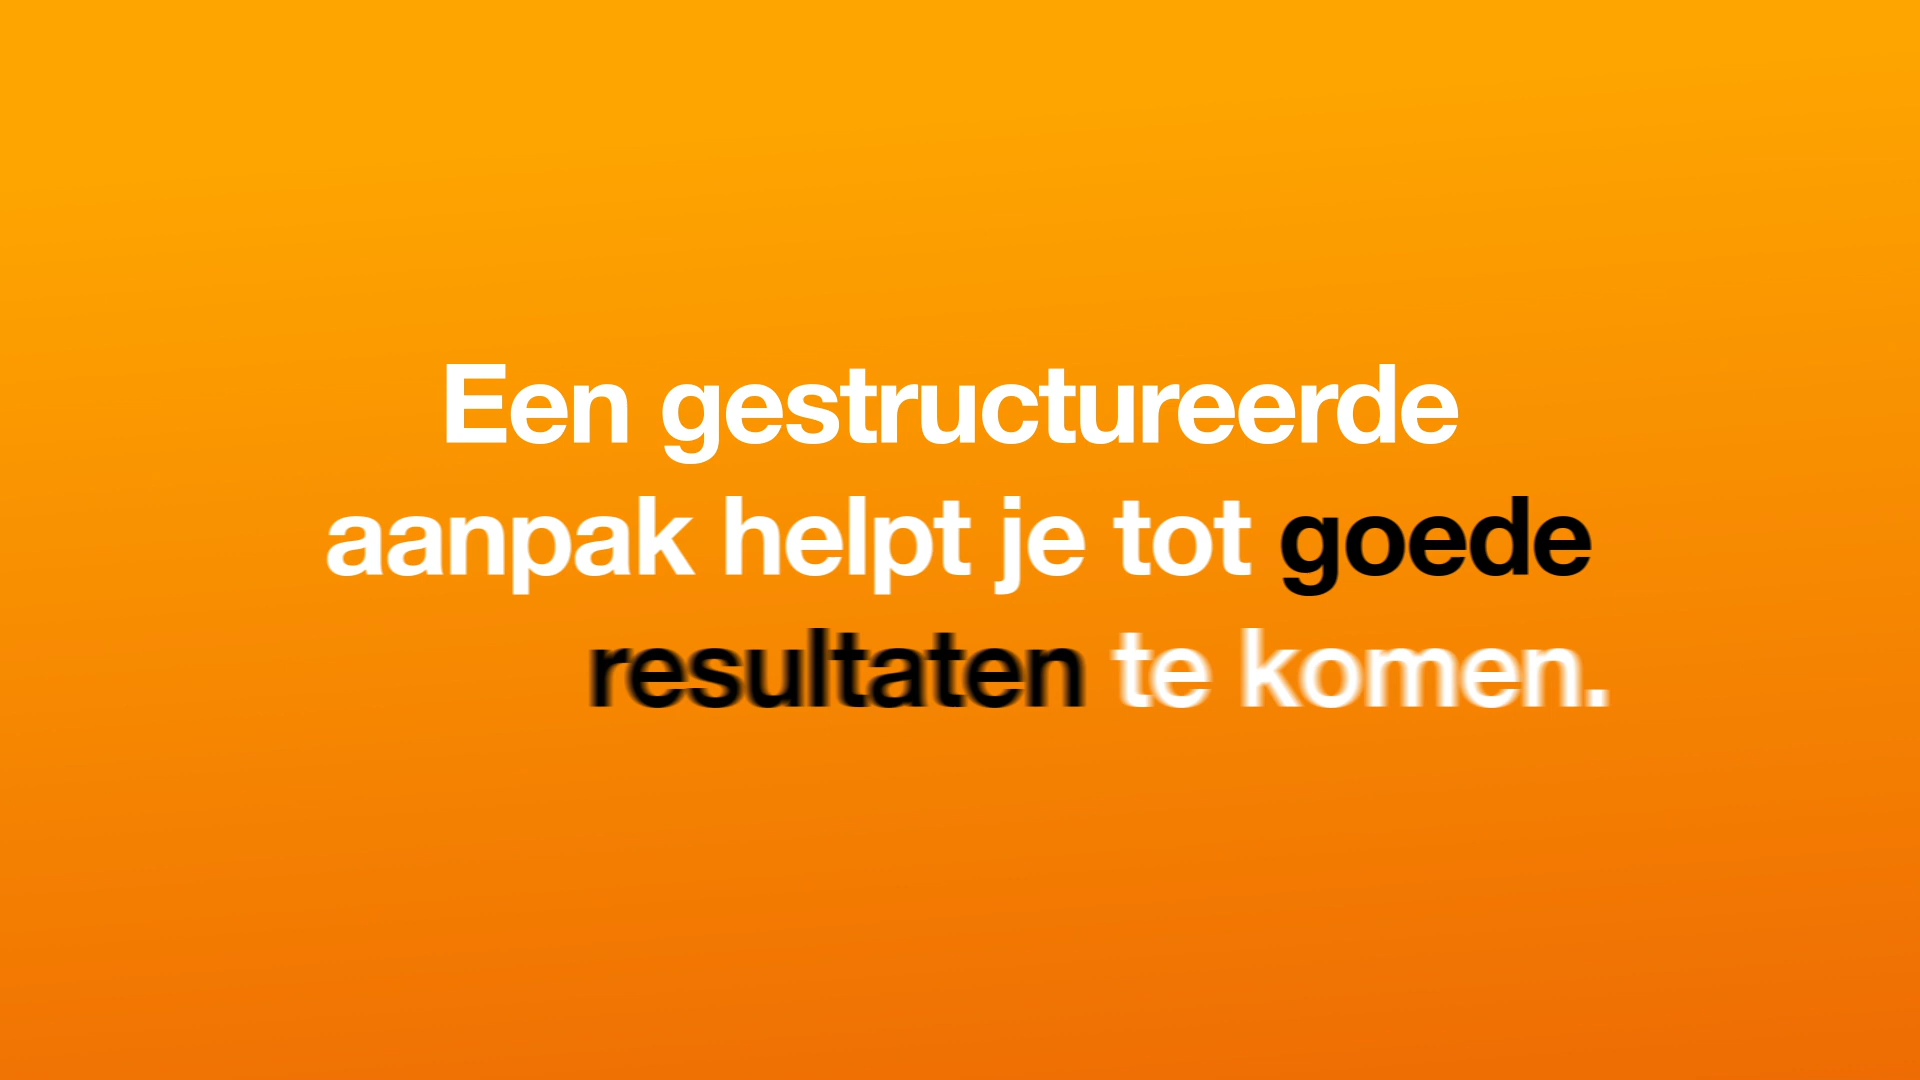 Een gestructureerde
aanpak helpt je tot goede
resultaten te komen.